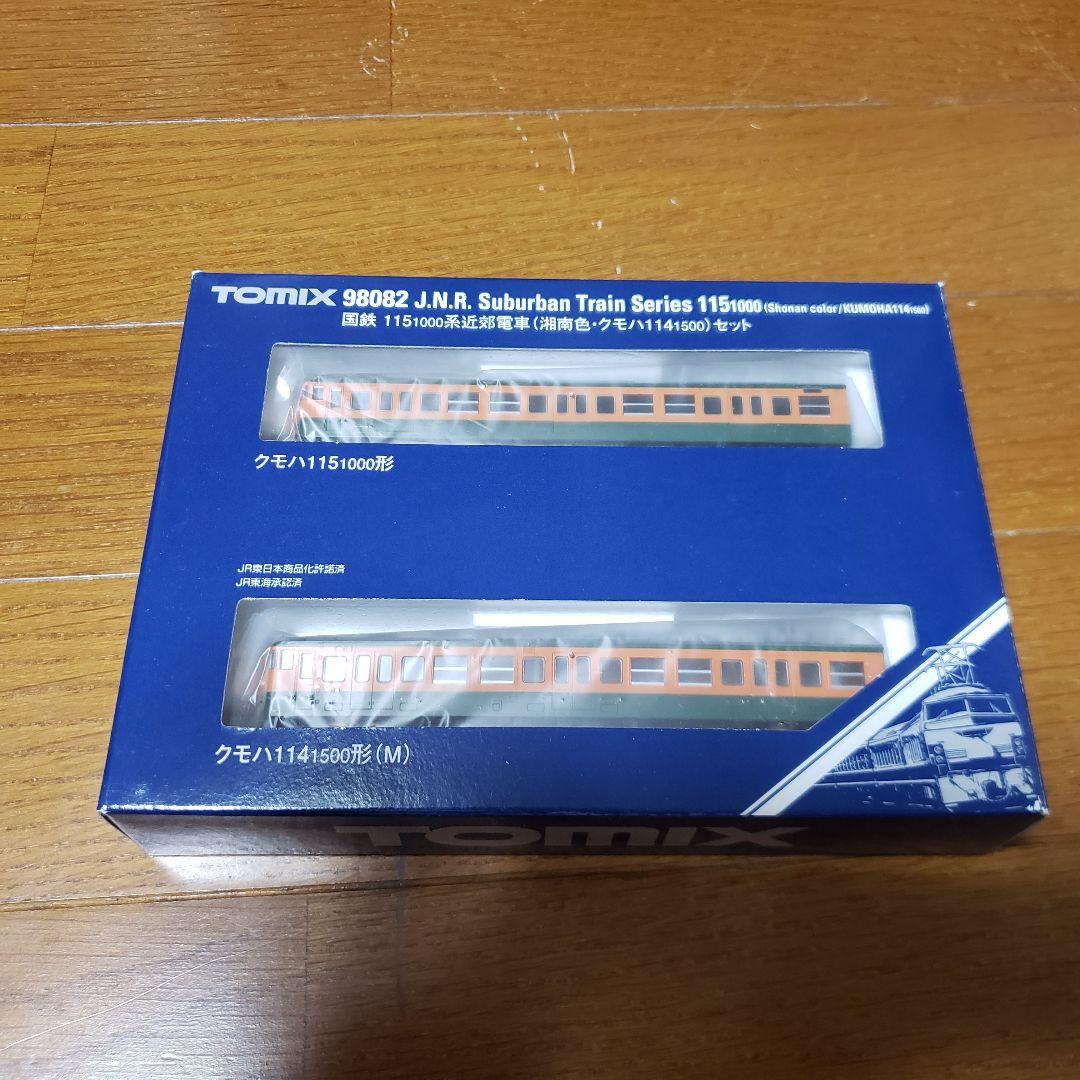 TOMIX 98082 J.N.R. Suburban Train Series 1151000 (Shonan color/KUMOHA1141500)
国鉄 1151000系近郊電車(湘南色・クモハ1141500)セット
クモハ1151000形
JR東日本商品化許諾済
JR東海承認済
クモハ1141500形(M)
TOMIX